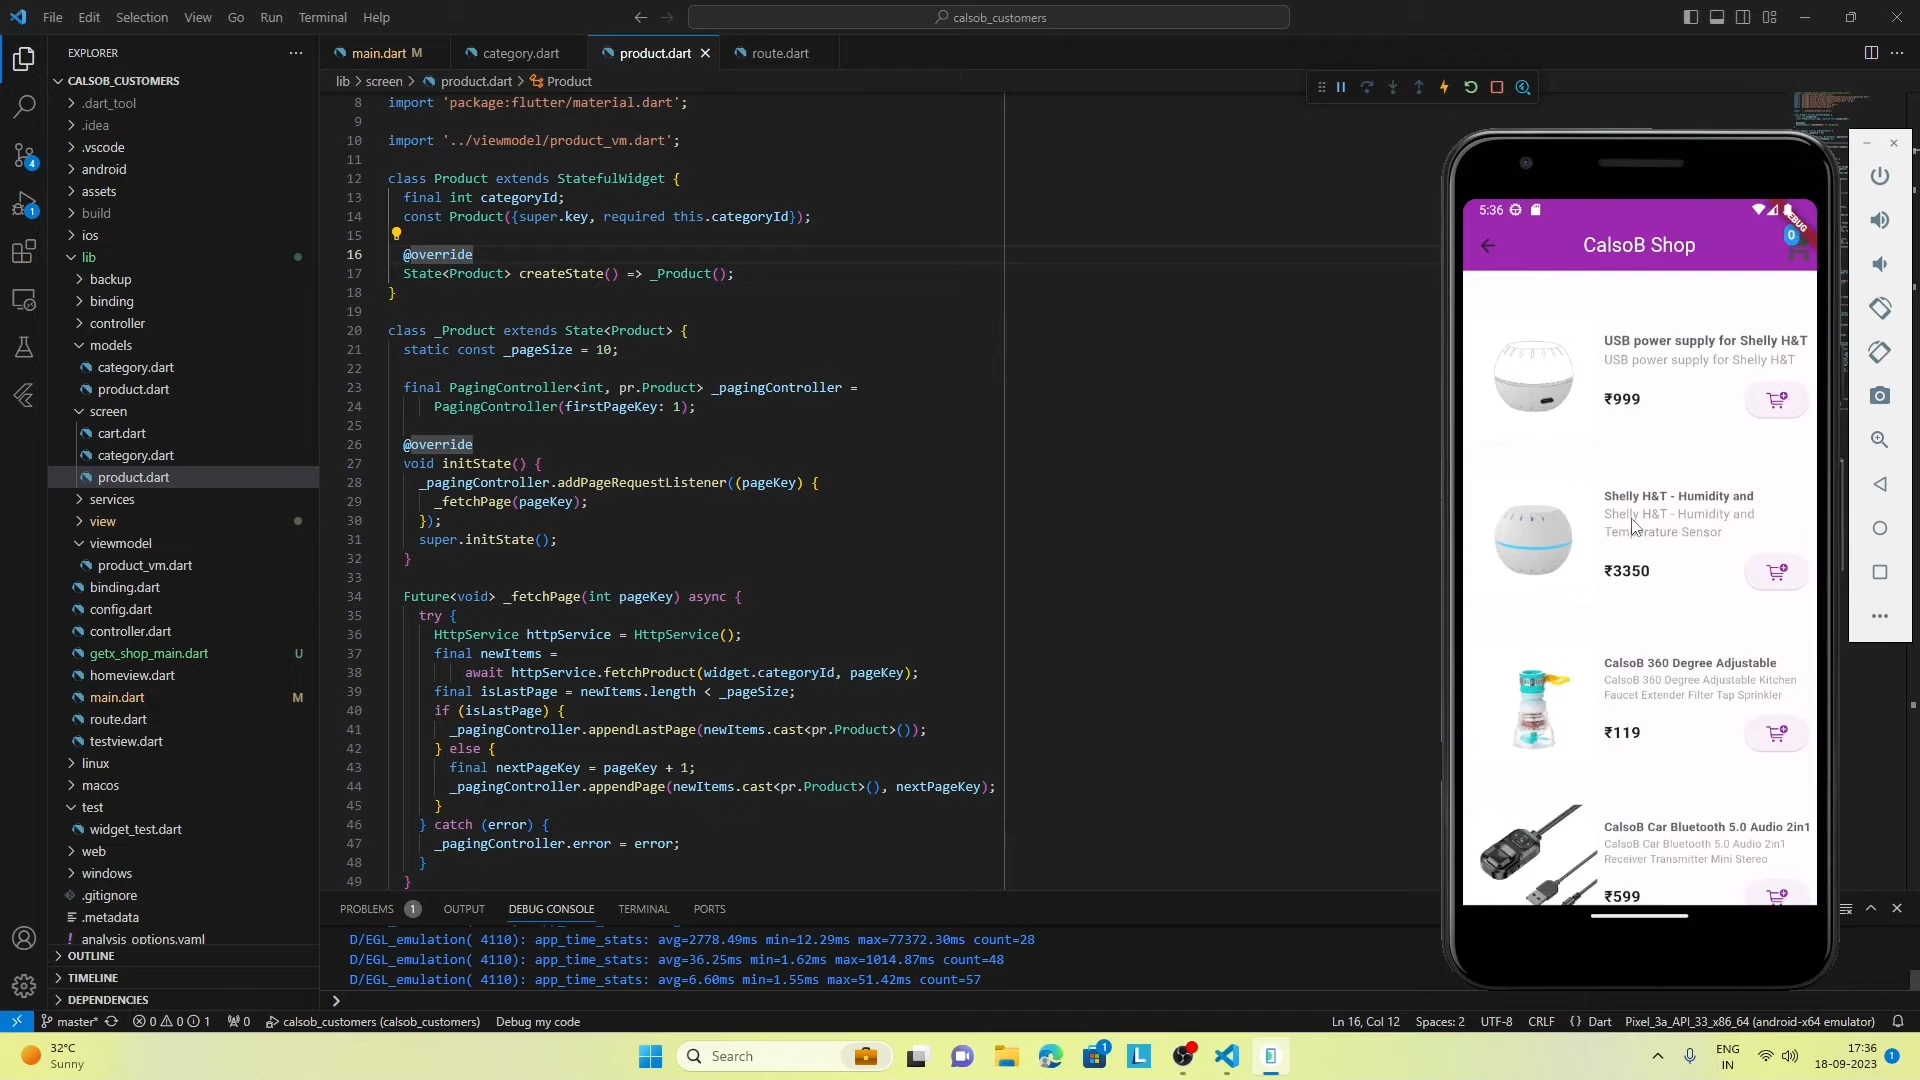 File Edit Selection View Go Run Terminal Help
calsob_customers
EXPLORER
CALSOB_CUSTOMERS
.dart_tool
.idea
.vscode
android
assets
build
ios
lib
backup
binding
controller
models
category.dart
product.dart
screen
cart.dart
category.dart
product.dart
services
view
viewmodel
product_vm.dart
binding.dart
config.dart
controller.dart
getx_shop_main.dart U
homeview.dart
main.dart M
route.dart
testview.dart
linux
macos
test
widget_test.dart
web
windows
.gitignore
.metadata
analysis_options.yaml
OUTLINE
TIMELINE
DEPENDENCIES
4
1
main.dart M category.dart product.dart route.dart
lib > screen > product.dart > Product
8 import 'package:flutter/material.dart';
9
10 import '../viewmodel/product_vm.dart';
11
12 class Product extends StatefulWidget {
13 final int categoryId;
14 const Product({super.key, required this.categoryId});
15
16 @override
17 State<Product> createState() => _Product();
18 }
19
20 class _Product extends State<Product> {
21 static const _pageSize = 10;
22
23 final PagingController<int, pr.Product> _pagingController =
24 PagingController(firstPageKey: 1);
25
26 @override
27 void initState() {
28 _pagingController.addPageRequestListener((pageKey) {
29 _fetchPage(pageKey);
30 });
31 super.initState();
32 }
33
34 Future<void> _fetchPage(int pageKey) async {
35 try {
36 HttpService httpService = HttpService();
37 final newItems =
38 await httpService.fetchProduct(widget.categoryId, pageKey);
39 final isLastPage = newItems.length < _pageSize;
40 if (isLastPage) {
41 _pagingController.appendLastPage(newItems.cast<pr.Product>());
42 } else {
43 final nextPageKey = pageKey + 1;
44 _pagingController.appendPage(newItems.cast<pr.Product>(), nextPageKey);
45 }
46 } catch (error) {
47 _pagingController.error = error;
48 }
49 }
PROBLEMS 1 OUTPUT DEBUG CONSOLE TERMINAL PORTS
D/EGL_emulation( 4110): app_time_stats: avg=2778.49ms min=12.29ms max=77372.30ms count=28
D/EGL_emulation( 4110): app_time_stats: avg=36.25ms min=1.62ms max=1014.87ms count=48
D/EGL_emulation( 4110): app_time_stats: avg=6.60ms min=1.55ms max=51.42ms count=57
5:36
CalsoB Shop
0
USB power supply for Shelly H&T
USB power supply for Shelly H&T
₹999
Shelly H&T - Humidity and
Shelly H&T - Humidity and
Temperature Sensor
₹3350
CalsoB 360 Degree Adjustable
CalsoB 360 Degree Adjustable Kitchen
Faucet Extender Filter Tap Sprinkler
₹119
CalsoB Car Bluetooth 5.0 Audio 2in1
CalsoB Car Bluetooth 5.0 Audio 2in1
Receiver Transmitter Mini Stereo
₹599
master* 0 0 1 0 calsob_customers (calsob_customers) Debug my code Ln 16, Col 12 Spaces: 2 UTF-8 CRLF {} Dart Pixel_3a_API_33_x86_64 (android-x64 emulator)
32°C
Sunny
Search
1
ENG
IN
17:36
18-09-2023
1